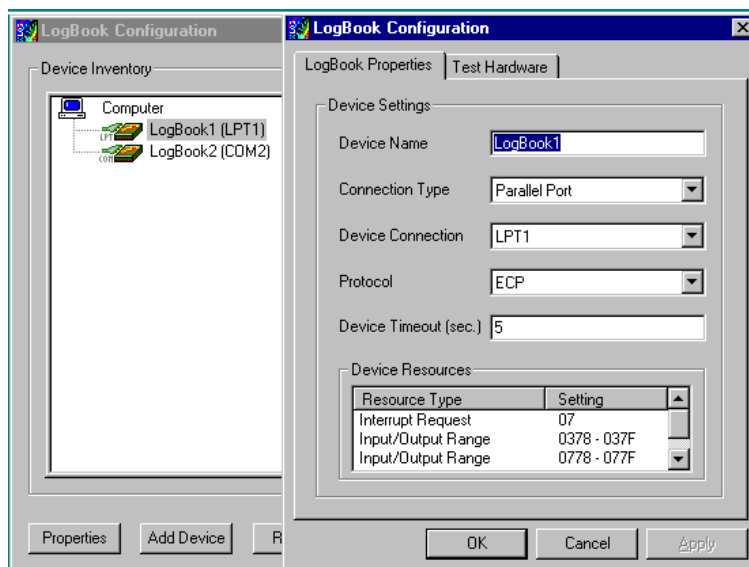 LogBook Configuration
Device Inventory
Computer
LPT LogBook1 (LPT1)
COM LogBook2 (COM2)
Properties
Add Device
R
LogBook Configuration
LogBook Properties
Test Hardware
Device Settings
Device Name LogBook1
Connection Type Parallel Port
Device Connection LPT1
Protocol ECP
Device Timeout (sec.) 5
Device Resources
Resource Type Setting
Interrupt Request 07
Input/Output Range 0378 - 037F
Input/Output Range 0778 - 077F
OK
Cancel
Apply